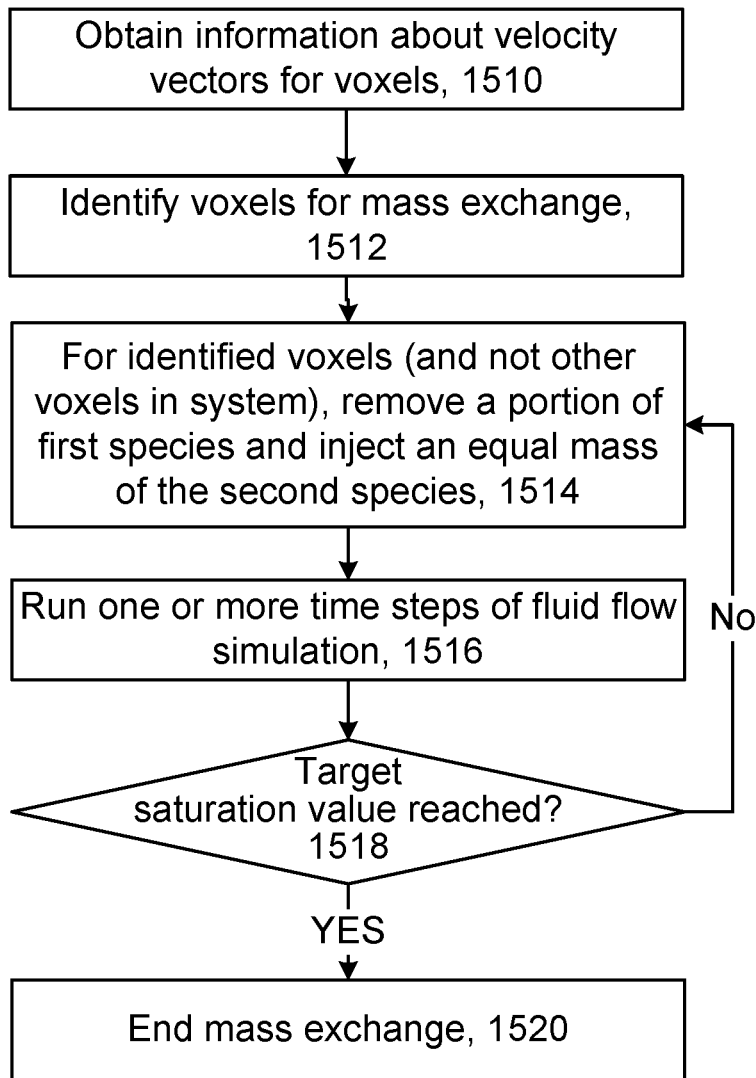 Obtain information about velocity
vectors for voxels, 1510
Identify voxels for mass exchange,
1512
For identified voxels (and not other
voxels in system), remove a portion of
first species and inject an equal mass
of the second species, 1514
Run one or more time steps of fluid flow
simulation, 1516
No
Target
saturation value reached?
1518
YES
End mass exchange, 1520